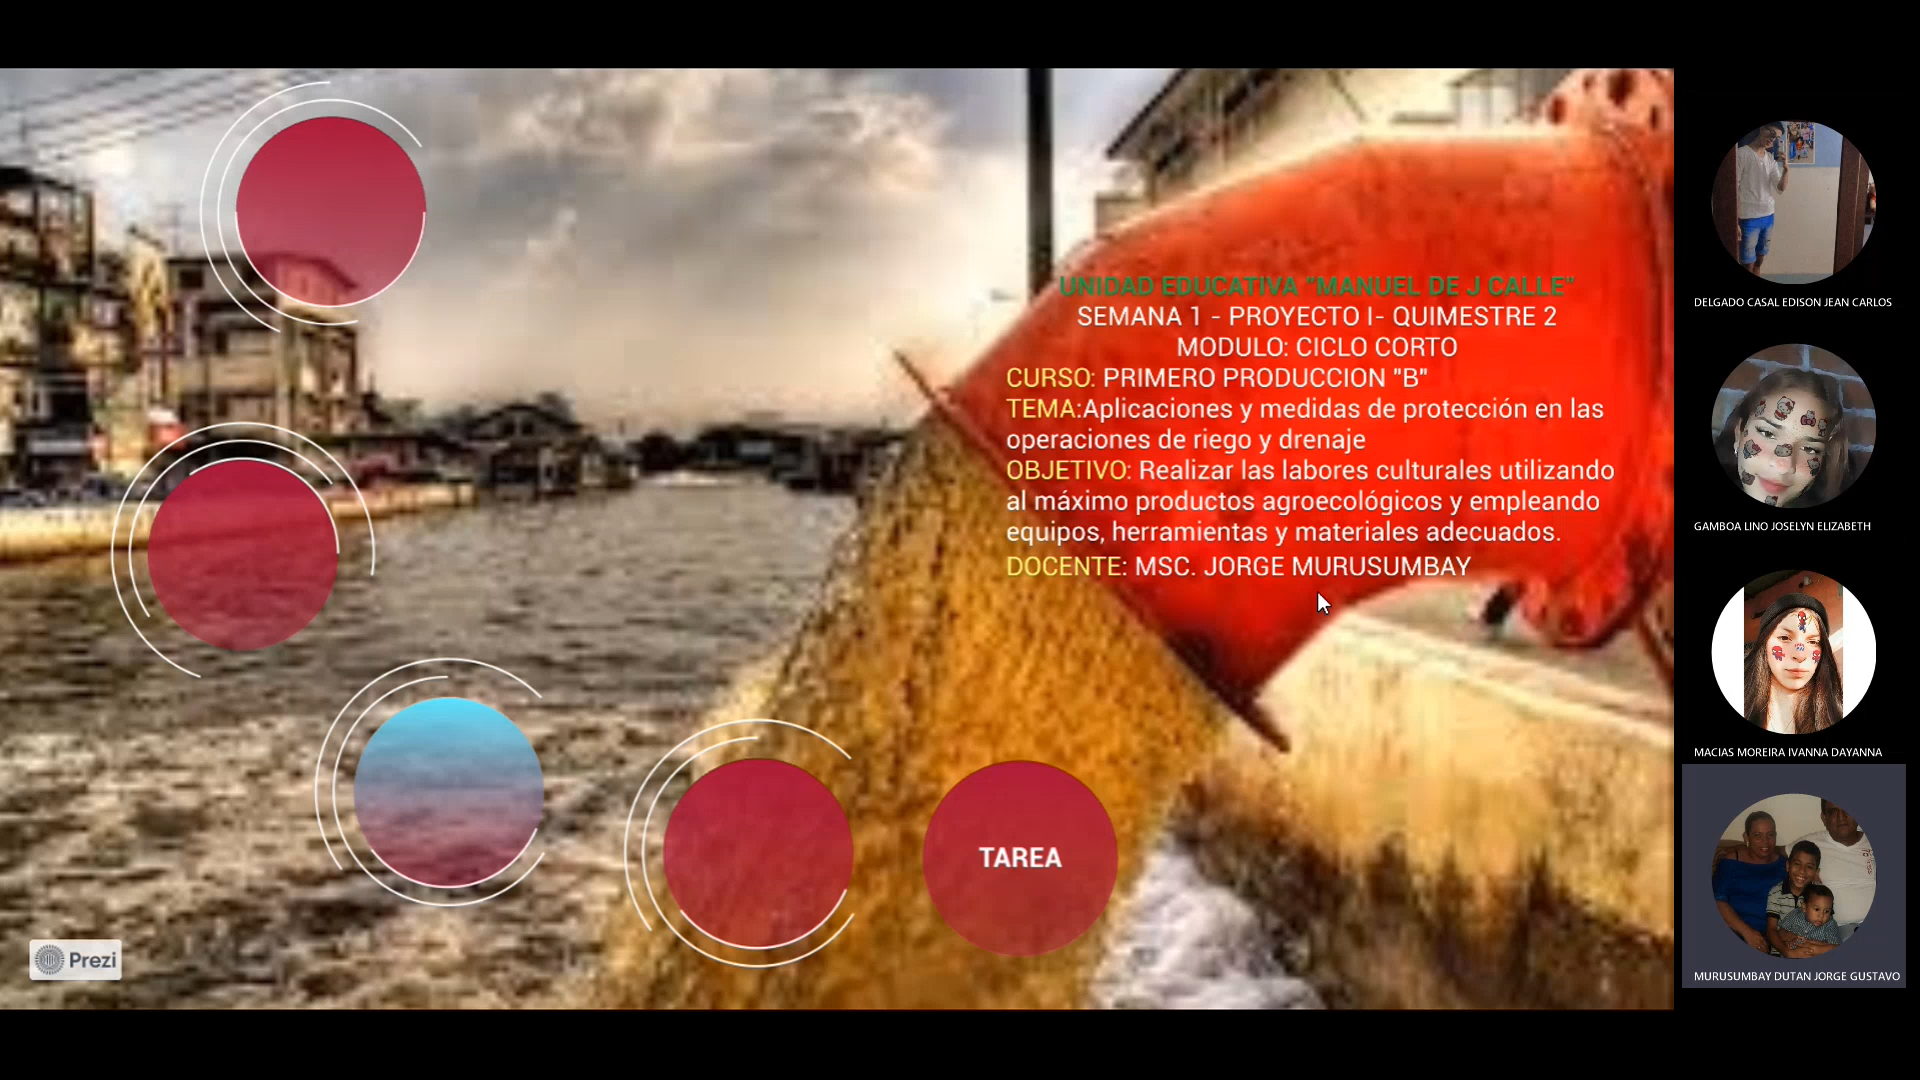 UNIDAD EDUCATIVA "MANUEL DE J CALLE"
SEMANA 1 - PROYECTO I- QUIMESTRE 2
MODULO: CICLO CORTO
CURSO: PRIMERO PRODUCCION "B"
TEMA:Aplicaciones y medidas de protección en las
operaciones de riego y drenaje
OBJETIVO: Realizar las labores culturales utilizando
al máximo productos agroecológicos y empleando
equipos, herramientas y materiales adecuados.
DOCENTE: MSC. JORGE MURUSUMBAY
TAREA
Prezi
DELGADO CASAL EDISON JEAN CARLOS
GAMBOA LINO JOSELYN ELIZABETH
MACIAS MOREIRA IVANNA DAYANNA
MURUSUMBAY DUTAN JORGE GUSTAVO